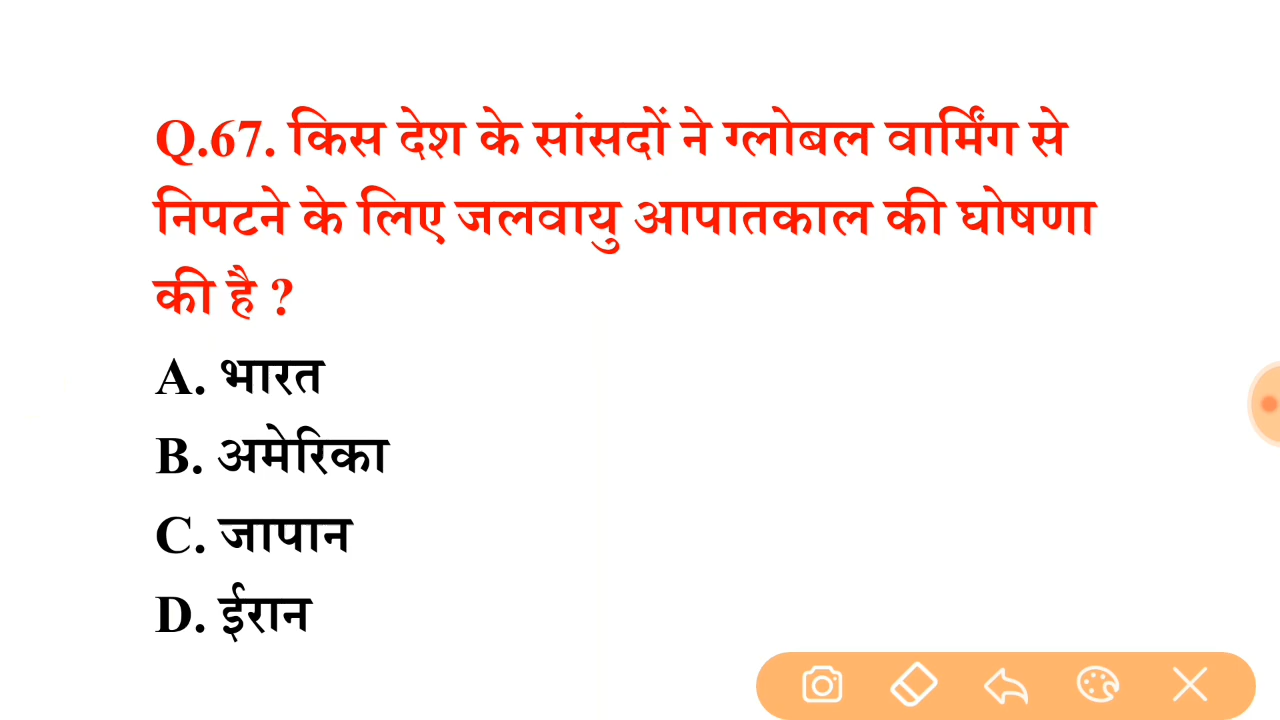 Q.67. किस देश के सांसदों ने ग्लोबल वार्मिंग से
निपटने के लिए जलवायु आपातकाल की घोषणा
की है ?
A. भारत
B. अमेरिका
C. जापान
D. ईरान